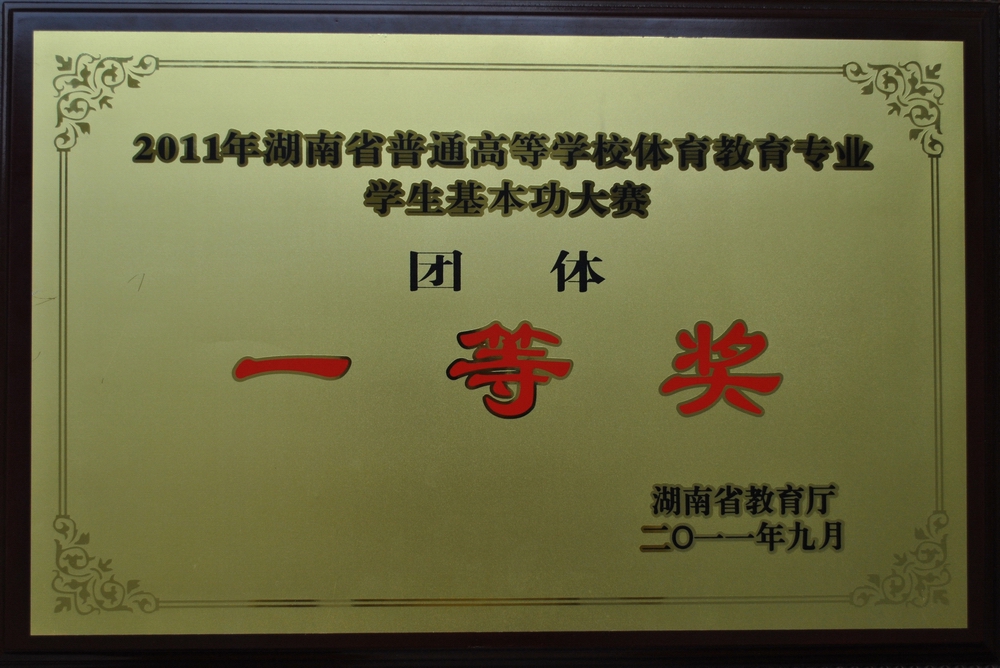 2011年湖南省普通高等学校体育教育专业
学生基本功大赛
团 体
一 等 奖
湖南省教育厅
二〇一一年九月